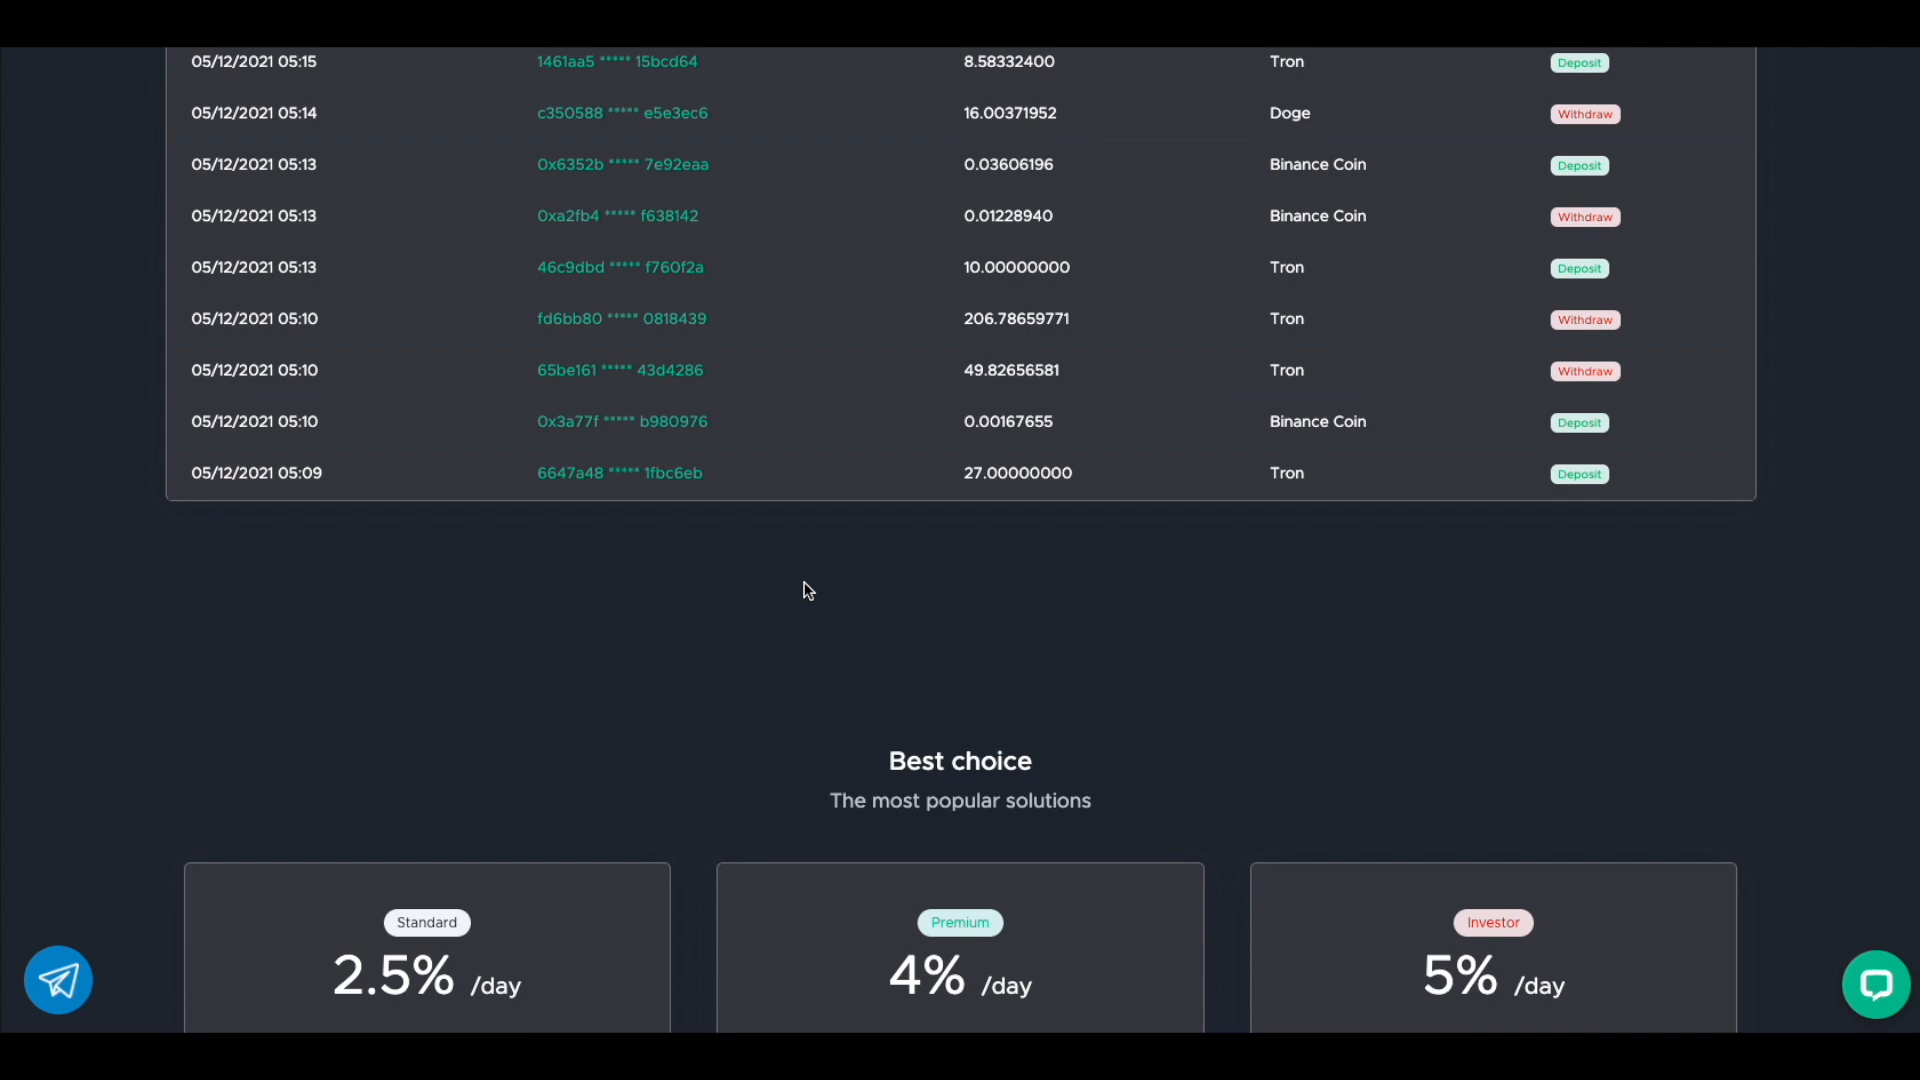 05/12/2021 05:15 1461aa5 ***** 15bcd64 8.58332400 Tron Deposit
05/12/2021 05:14 c350588 ***** e5e3ec6 16.00371952 Doge Withdraw
05/12/2021 05:13 0x6352b ***** 7e92eaa 0.03606196 Binance Coin Deposit
05/12/2021 05:13 0xa2fb4 ***** f638142 0.01228940 Binance Coin Withdraw
05/12/2021 05:13 46c9dbd ***** f760f2a 10.00000000 Tron Deposit
05/12/2021 05:10 fd6bb80 ***** 0818439 206.78659771 Tron Withdraw
05/12/2021 05:10 65be161 ***** 43d4286 49.82656581 Tron Withdraw
05/12/2021 05:10 0x3a77f ***** b980976 0.00167655 Binance Coin Deposit
05/12/2021 05:09 6647a48 ***** 1fbc6eb 27.00000000 Tron Deposit
Best choice
The most popular solutions
Standard
2.5% /day
Premium
4% /day
Investor
5% /day